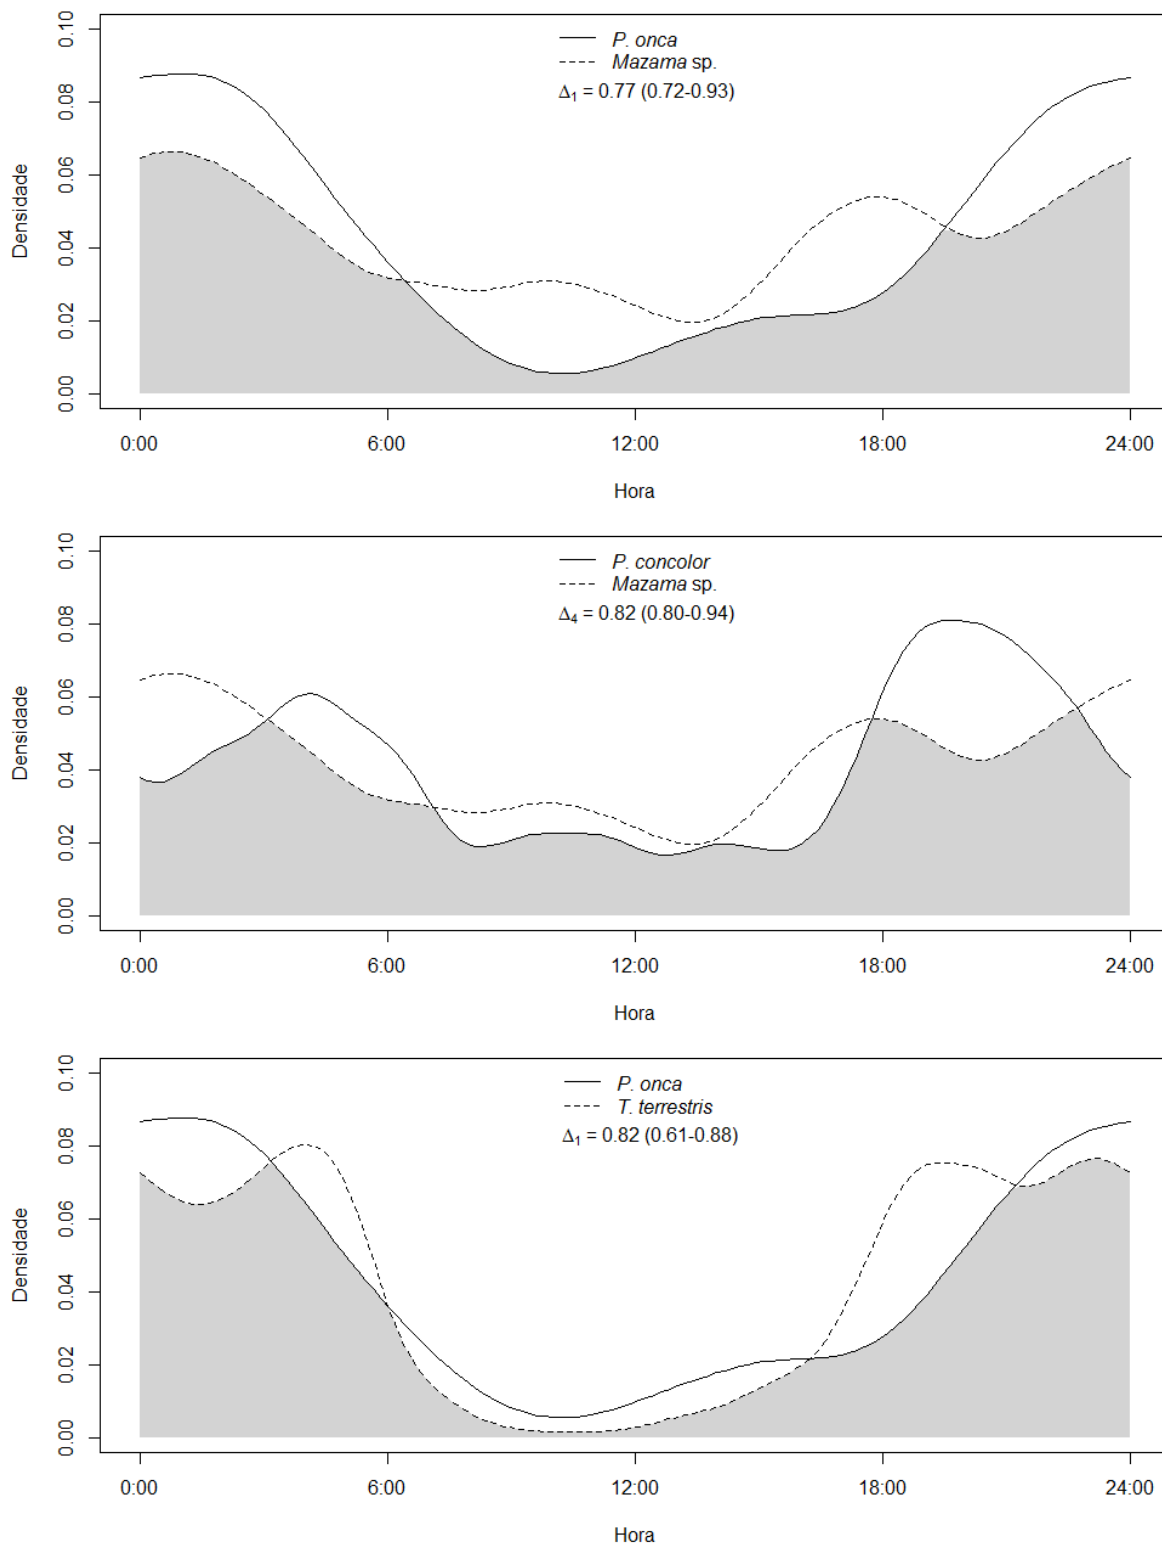 P. onca
Mazama sp.
Δ1 = 0.77 (0.72-0.93)
Densidade
0.10
0.08
0.06
0.04
0.02
0.00
0:00 6:00 12:00 18:00 24:00
Hora
P. concolor
Mazama sp.
Δ4 = 0.82 (0.80-0.94)
Densidade
0.10
0.08
0.06
0.04
0.02
0.00
0:00 6:00 12:00 18:00 24:00
Hora
P. onca
T. terrestris
Δ1 = 0.82 (0.61-0.88)
Densidade
0.10
0.08
0.06
0.04
0.02
0.00
0:00 6:00 12:00 18:00 24:00
Hora